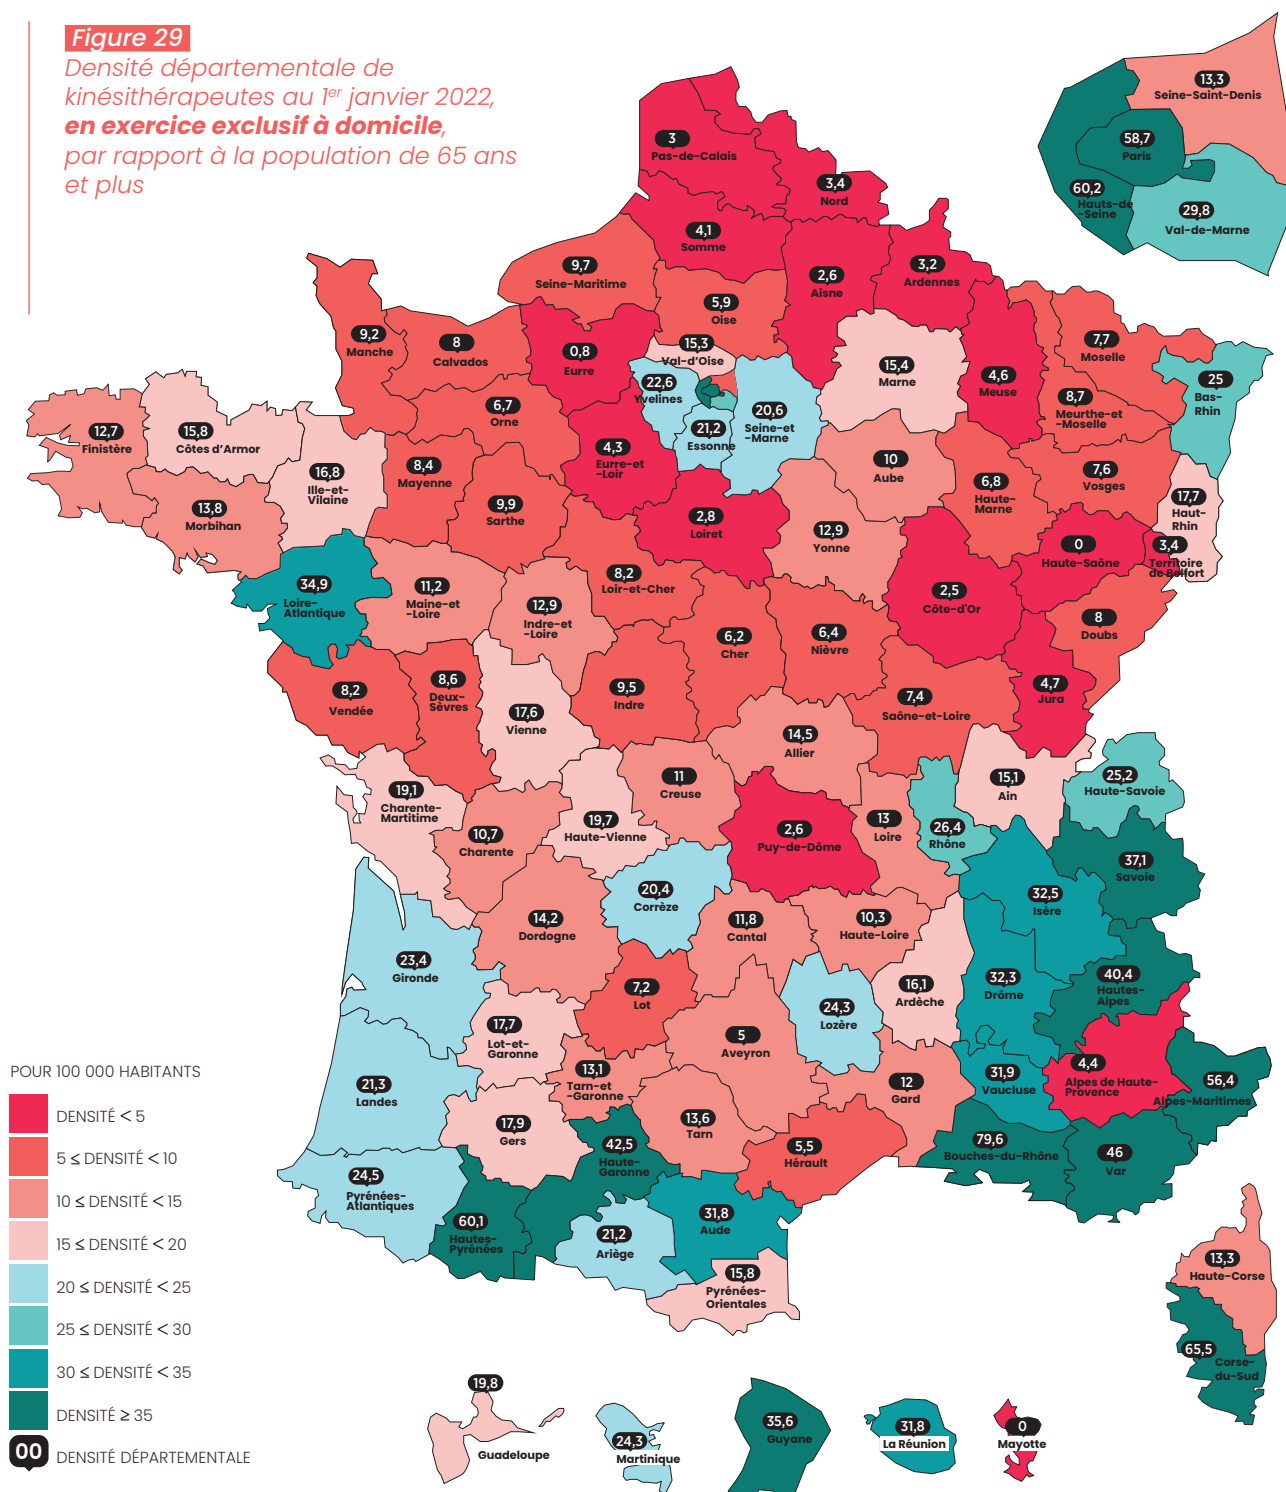 Figure 29
Densité départementale de
kinésithérapeutes au 1er janvier 2022,
en exercice exclusif à domicile,
par rapport à la population de 65 ans
et plus
13,3
Seine-Saint-Denis
58,7
Paris
60,2
Hauts-de
-Seine
29,8
Val-de-Marne
3
Pas-de-Calais
3,4
Nord
4,1
Somme
9,7
Seine-Maritime
5,9
Oise
2,6
Aisne
3,2
Ardennes
9,2
Manche
8
Calvados
0,8
Eurre
15,3
Val-d'Oise
15,4
Marne
4,6
Meuse
7,7
Moselle
8,7
Meurthe-et
-Moselle
25
Bas-
Rhin
22,6
Yvelines
21,2
Essonne
20,6
Seine-et
-Marne
6,7
Orne
12,7
Finistère
15,8
Côtes d'Armor
16,8
Ille-et-
Vilaine
8,4
Mayenne
4,3
Eurre-et
-Loir
10
Aube
6,8
Haute-
Marne
7,6
Vosges
17,7
Haut-
Rhin
13,8
Morbihan
9,9
Sarthe
2,8
Loiret
12,9
Yonne
0
Haute-Saône
3,4
Territoire
de Belfort
34,9
Loire-
Atlantique
11,2
Maine-et
-Loire
12,9
Indre-et
-Loire
8,2
Loir-et-Cher
2,5
Côte-d'Or
8
Doubs
6,2
Cher
6,4
Nièvre
8,2
Vendée
8,6
Deux-
Sèvres
17,6
Vienne
9,5
Indre
7,4
Saône-et-Loire
4,7
Jura
14,5
Allier
19,1
Charente-
Martitime
10,7
Charente
19,7
Haute-Vienne
11
Creuse
2,6
Puy-de-Dôme
13
Loire
26,4
Rhône
15,1
Ain
25,2
Haute-Savoie
37,1
Savoie
20,4
Corrèze
32,5
Isère
14,2
Dordogne
11,8
Cantal
10,3
Haute-Loire
23,4
Gironde
7,2
Lot
24,3
Lozère
16,1
Ardèche
32,3
Drôme
40,4
Hautes-
Alpes
17,7
Lot-et-
Garonne
5
Aveyron
21,3
Landes
13,1
Tarn-et
-Garonne
12
Gard
31,9
Vaucluse
4,4
Alpes de Haute-
Provence
56,4
Alpes-Maritimes
17,9
Gers
42,5
Haute-
Garonne
13,6
Tarn
5,5
Hérault
79,6
Bouches-du-Rhône
46
Var
24,5
Pyrénées-
Atlantiques
60,1
Hautes-
Pyrénées
21,2
Ariège
31,8
Aude
15,8
Pyrénées-
Orientales
13,3
Haute-Corse
65,5
Corse-
du-Sud
POUR 100 000 HABITANTS
DENSITÉ < 5
5 ≤ DENSITÉ < 10
10 ≤ DENSITÉ < 15
15 ≤ DENSITÉ < 20
20 ≤ DENSITÉ < 25
25 ≤ DENSITÉ < 30
30 ≤ DENSITÉ < 35
DENSITÉ ≥ 35
00 DENSITÉ DÉPARTEMENTALE
19,8
Guadeloupe
24,3
Martinique
35,6
Guyane
31,8
La Réunion
0
Mayotte